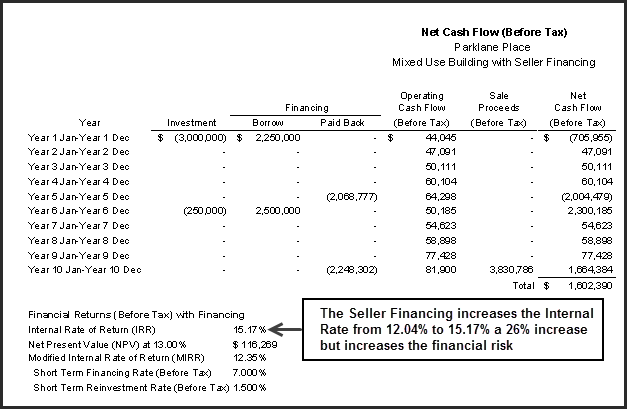 Net Cash Flow (Before Tax)
Parklane Place
Mixed Use Building with Seller Financing
Operating Sale Net
Financing Cash Flow Proceeds Cash Flow
Year Investment Borrow Paid Back (Before Tax) (Before Tax) (Before Tax)
Year 1 Jan-Year 1 Dec $ (3,000,000) $ 2,250,000 - $ 44,045 - $ (705,955)
Year 2 Jan-Year 2 Dec - - - 47,091 - 47,091
Year 3 Jan-Year 3 Dec - - - 50,111 - 50,111
Year 4 Jan-Year 4 Dec - - - 60,104 - 60,104
Year 5 Jan-Year 5 Dec - - (2,068,777) 64,298 - (2,004,479)
Year 6 Jan-Year 6 Dec (250,000) 2,500,000 - 50,185 - 2,300,185
Year 7 Jan-Year 7 Dec - - - 54,623 - 54,623
Year 8 Jan-Year 8 Dec - - - 58,898 - 58,898
Year 9 Jan-Year 9 Dec - - - 77,428 - 77,428
Year 10 Jan-Year 10 Dec - - (2,248,302) 81,900 3,830,786 1,664,384
Total $ 1,602,390
Financial Returns (Before Tax) with Financing
Internal Rate of Return (IRR) 15.17%
Net Present Value (NPV) at 13.00% $ 116,269
Modified Internal Rate of Return (MIRR) 12.35%
Short Term Financing Rate (Before Tax) 7.000%
Short Term Reinvestment Rate (Before Tax) 1.500%
The Seller Financing increases the Internal
Rate from 12.04% to 15.17% a 26% increase
but increases the financial risk